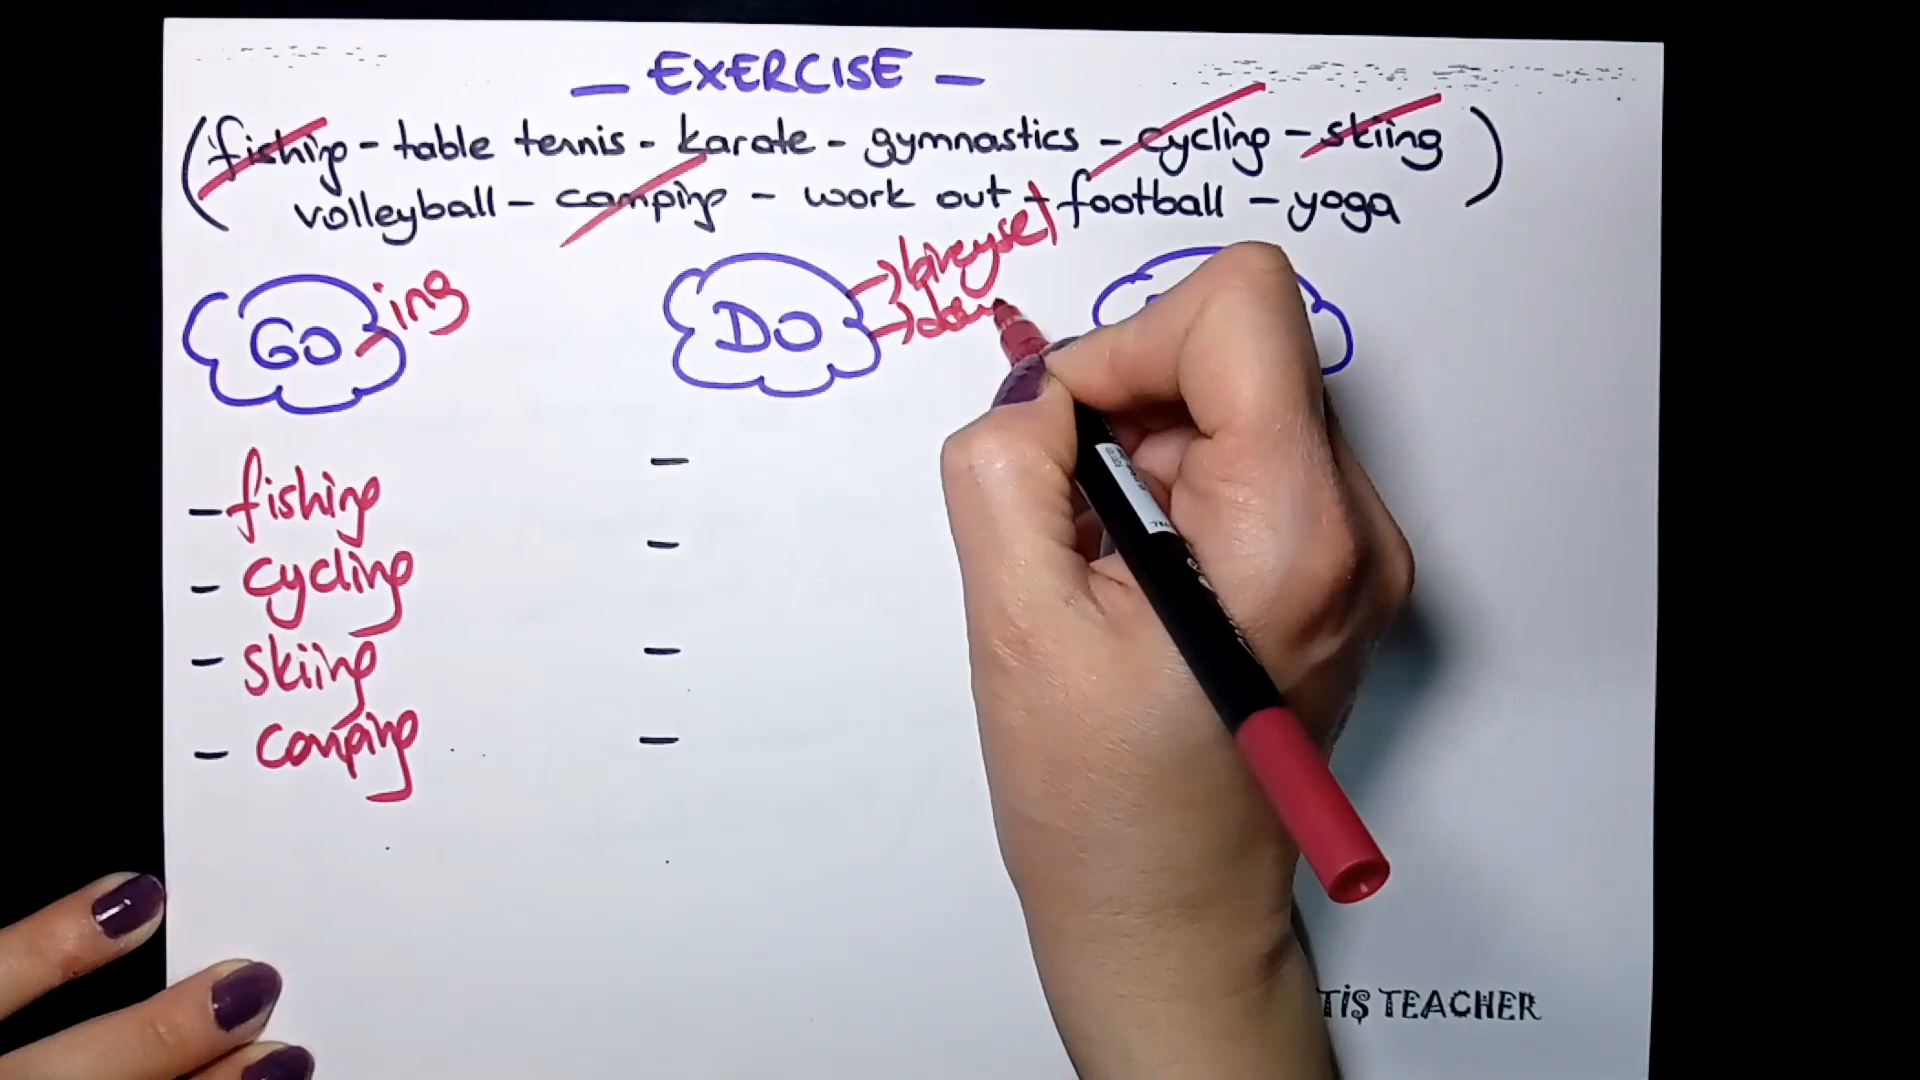 — EXERCISE —
(fishing - table tennis - karate - gymnastics - cycling - skiing
volleyball - camping - work out - football - yoga)
GO ing
DO
bireysel
- fishing
- cycling
- skiing
- camping
TİŞ TEACHER